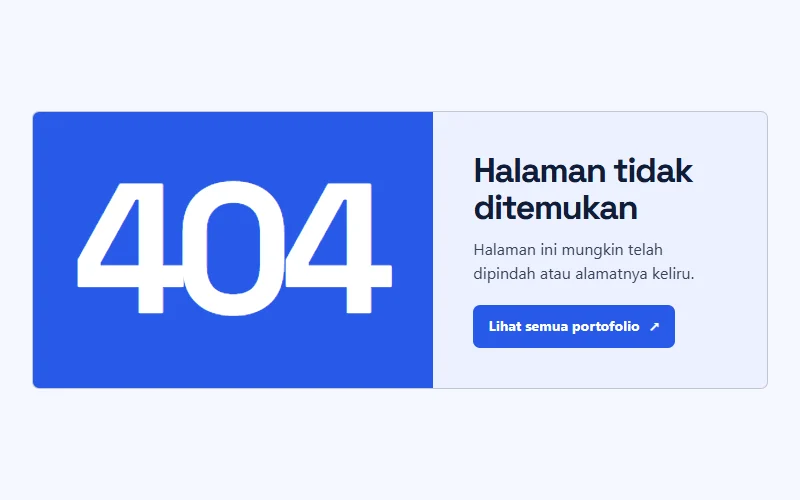 404
Halaman tidak
ditemukan
Halaman ini mungkin telah
dipindah atau alamatnya keliru.
Lihat semua portofolio ↗